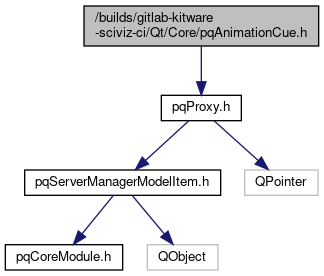 /builds/gitlab-kitware
-sciviz-ci/Qt/Core/pqAnimationCue.h
pqProxy.h
pqServerManagerModelItem.h
QPointer
pqCoreModule.h
QObject